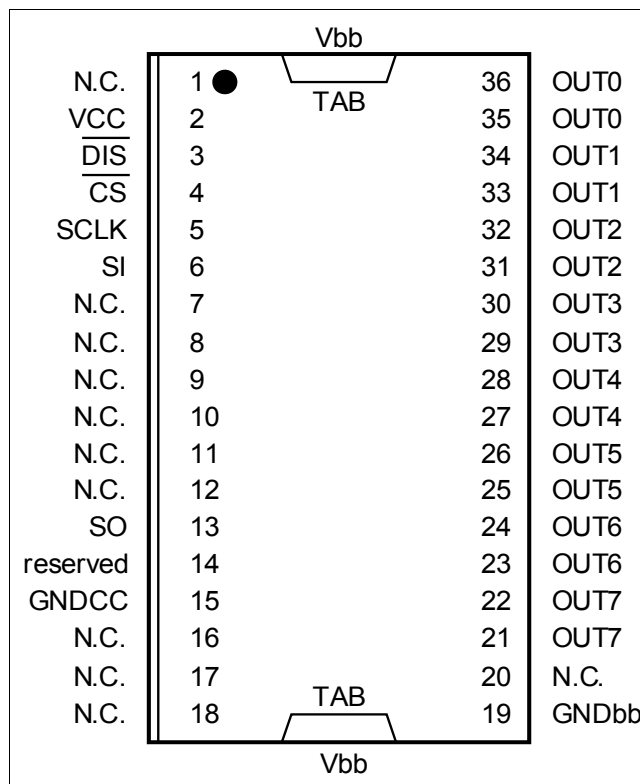 Vbb
TAB
N.C. 1 36 OUT0
VCC 2 35 OUT0
DIS 3 34 OUT1
CS 4 33 OUT1
SCLK 5 32 OUT2
SI 6 31 OUT2
N.C. 7 30 OUT3
N.C. 8 29 OUT3
N.C. 9 28 OUT4
N.C. 10 27 OUT4
N.C. 11 26 OUT5
N.C. 12 25 OUT5
SO 13 24 OUT6
reserved 14 23 OUT6
GNDCC 15 22 OUT7
N.C. 16 21 OUT7
N.C. 17 20 N.C.
TAB
N.C. 18 19 GNDbb
Vbb